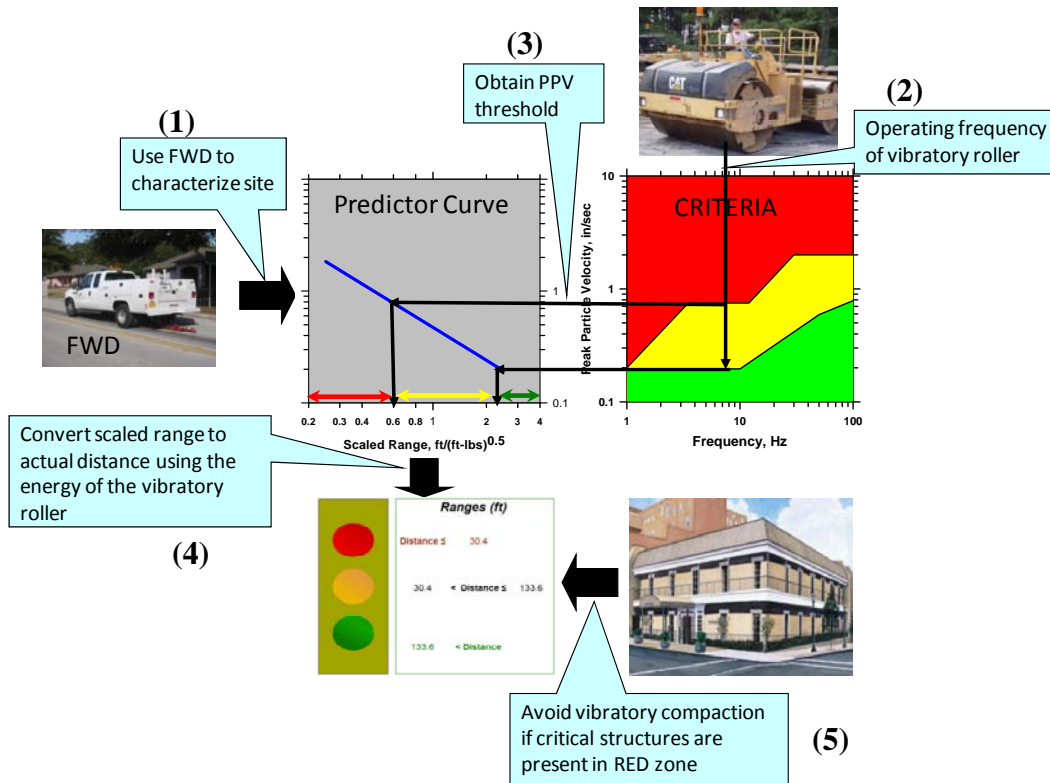 (3)
Obtain PPV
threshold
CAT
(2)
Operating frequency
of vibratory roller
(1)
Use FWD to
characterize site
FWD
Predictor Curve
1
0.1
0.2
0.3
0.4
0.6
0.8
1
2
3
4
Scaled Range, ft/(ft-lbs)0.5
CRITERIA
Peak Particle Velocity, in/sec
10
1
0.1
1
10
100
Frequency, Hz
Convert scaled range to
actual distance using the
energy of the vibratory
roller
(4)
Ranges (ft)
Distance ≤ 30.4
30.4 < Distance ≤ 133.6
133.6 < Distance
Avoid vibratory compaction
if critical structures are
present in RED zone
(5)